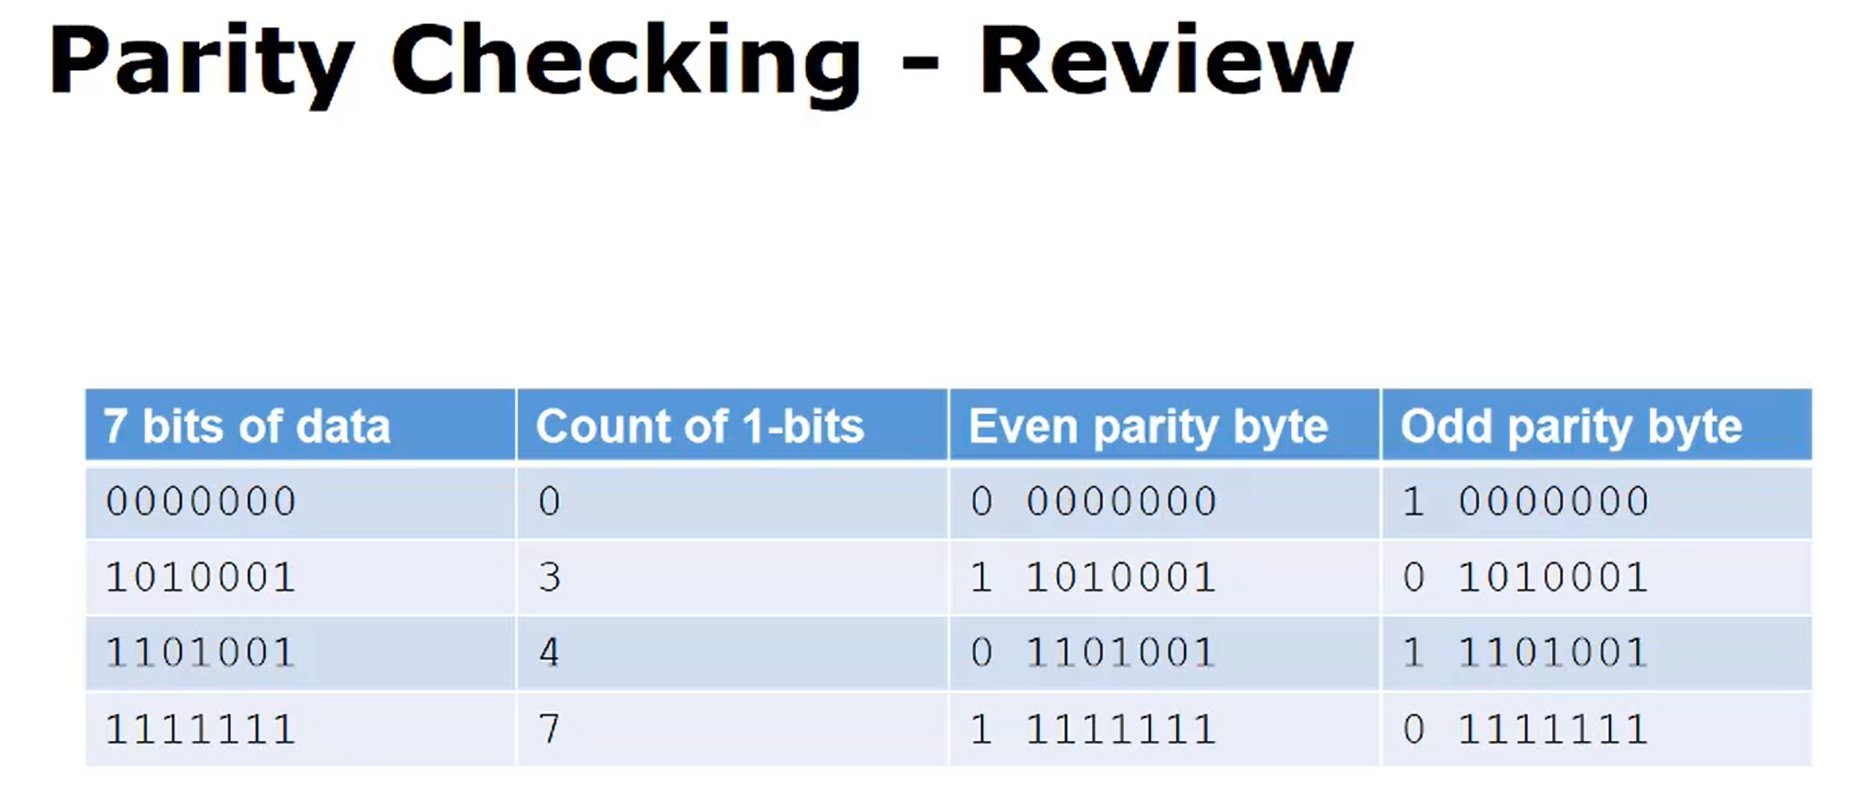 Parity Checking - Review
7 bits of data Count of 1-bits Even parity byte Odd parity byte
0000000 0 0 0000000 1 0000000
1010001 3 1 1010001 0 1010001
1101001 4 0 1101001 1 1101001
1111111 7 1 1111111 0 1111111